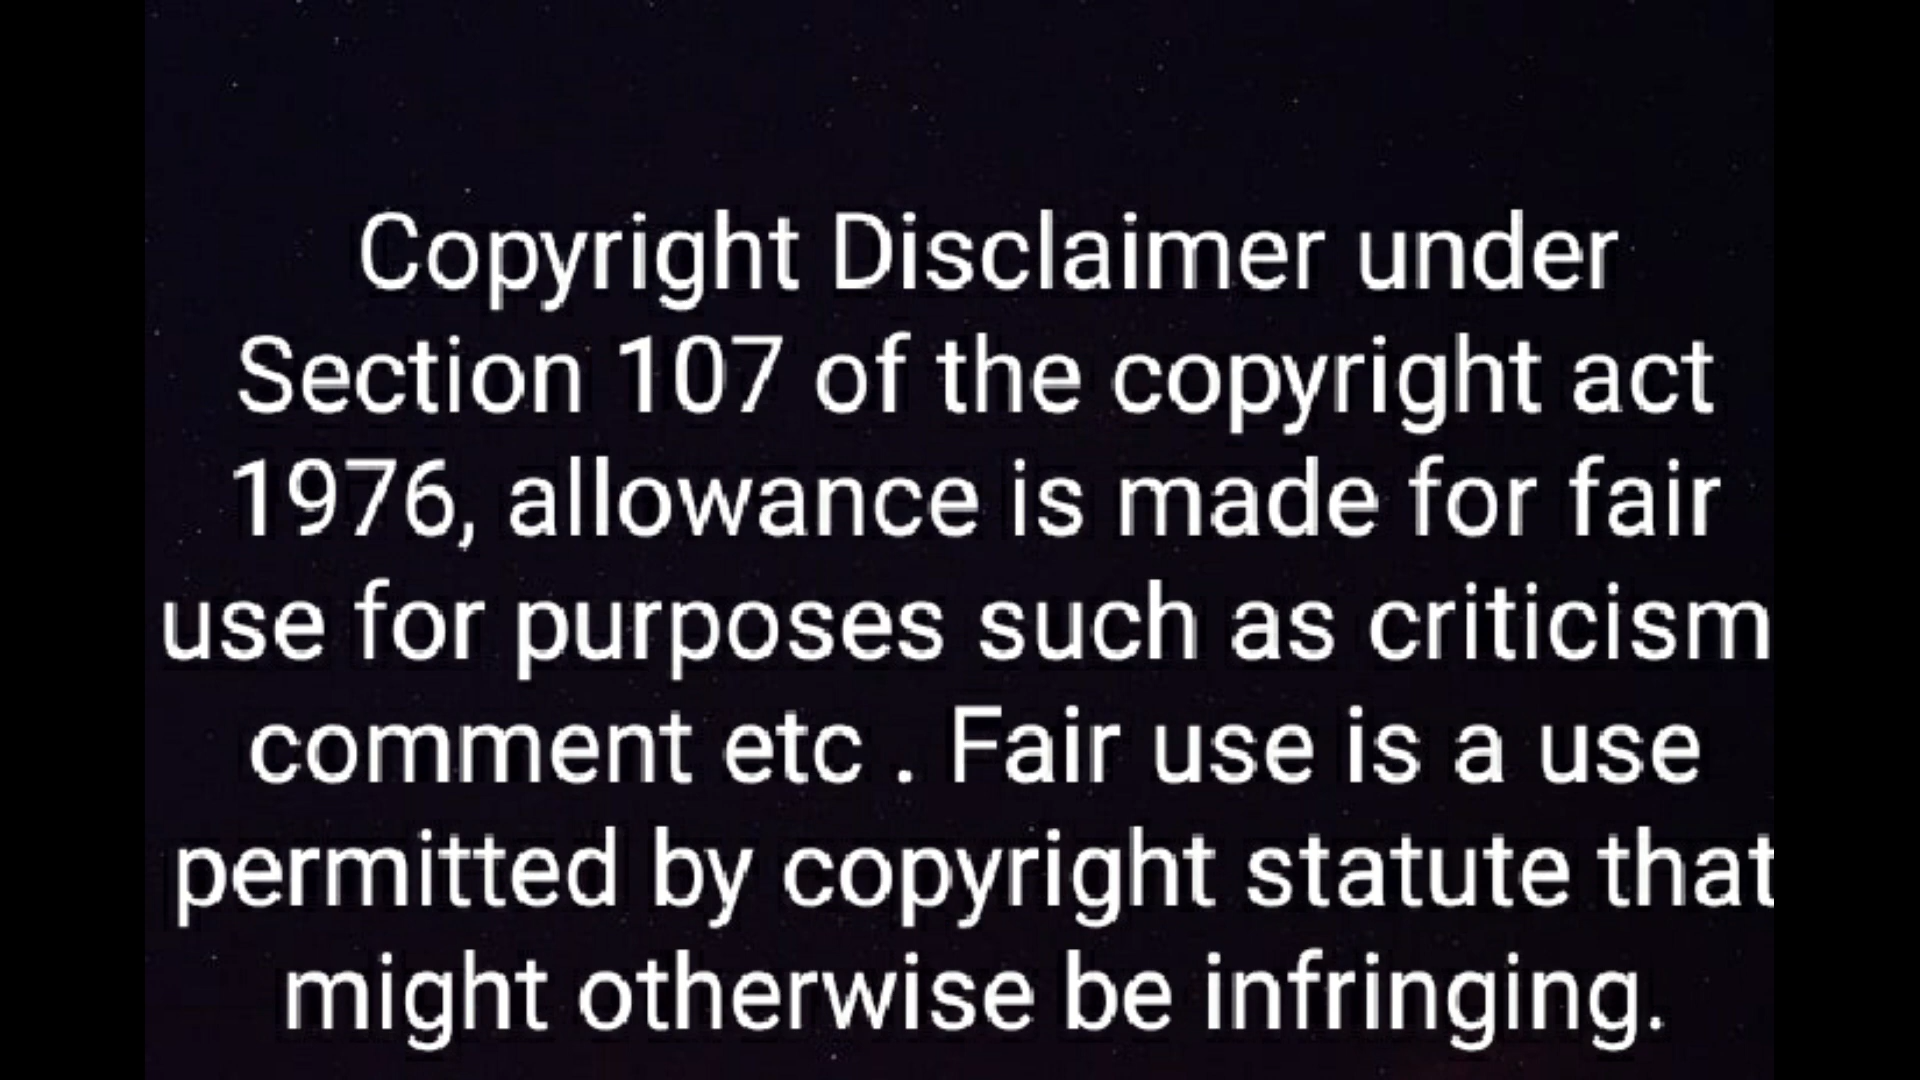 Copyright Disclaimer under
Section 107 of the copyright act
1976, allowance is made for fair
use for purposes such as criticism
comment etc . Fair use is a use
permitted by copyright statute that
might otherwise be infringing.